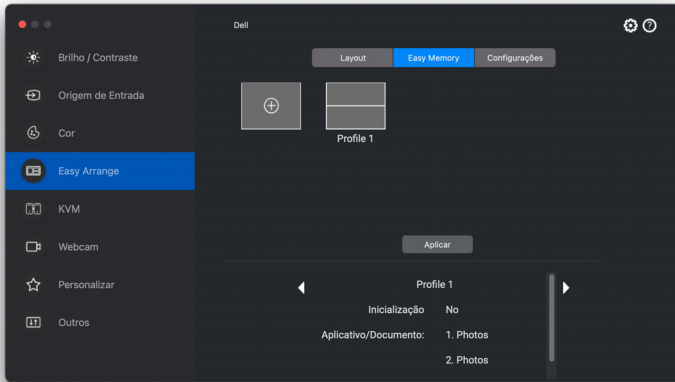 Dell
Brilho / Contraste
Origem de Entrada
Cor
Easy Arrange
KVM
Webcam
Personalizar
Outros
Layout
Easy Memory
Configurações
Profile 1
Aplicar
Profile 1
Inicialização No
Aplicativo/Documento: 1. Photos
2. Photos